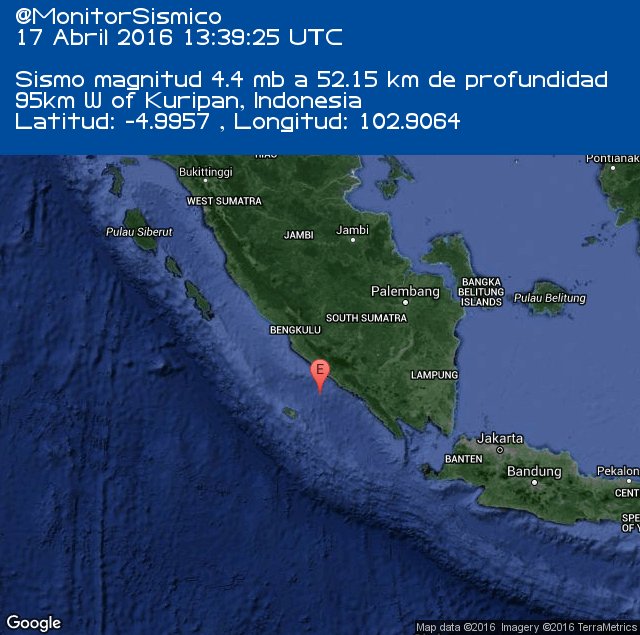 @MonitorSismico
17 Abril 2016 13:39:25 UTC
Sismo magnitud 4.4 mb a 52.15 km de profundidad
95km W of Kuripan, Indonesia
Latitud: -4.9957 , Longitud: 102.9064
RIAU
Pontianak
Bukittinggi
WEST SUMATRA
Pulau Siberut
JAMBI
Jambi
BANGKA
BELITUNG
ISLANDS
Palembang
Pulau Belitung
SOUTH SUMATRA
BENGKULU
E
LAMPUNG
Jakarta
BANTEN
Bandung
Pekalon
CENT
SPE
OF Y
Google
Map data ©2016 Imagery ©2016 TerraMetrics